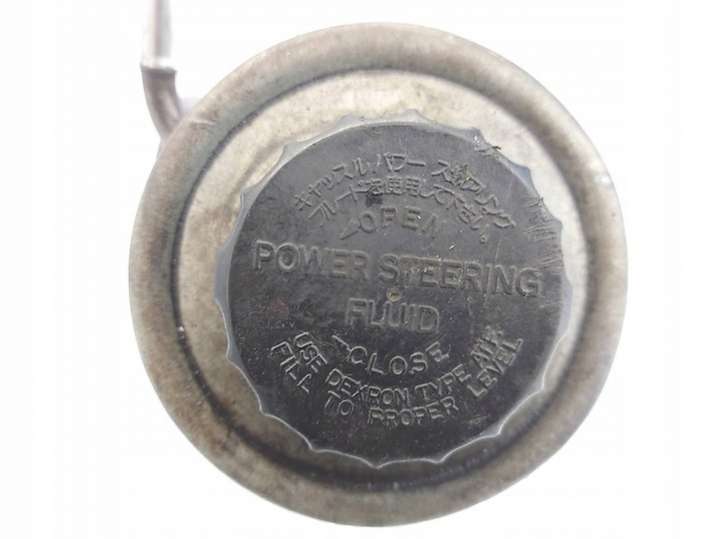 キャッスル パワー ステアリング
フルードを使用して下さい。
OPEN
POWER STEERING
FLUID
CLOSE
USE DEXRON TYPE ATF
FILL TO PROPER LEVEL